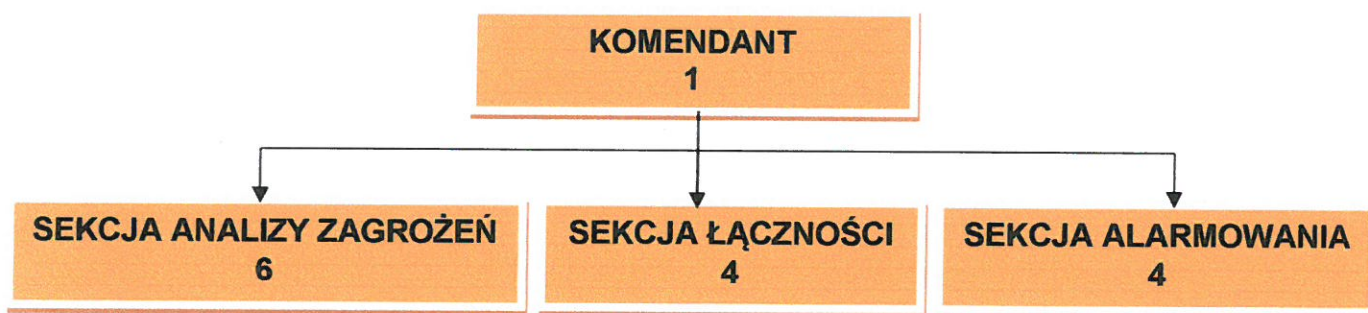 KOMENDANT
1
SEKCJA ANALIZY ZAGROŻEŃ
6
SEKCJA ŁĄCZNOŚCI
4
SEKCJA ALARMOWANIA
4